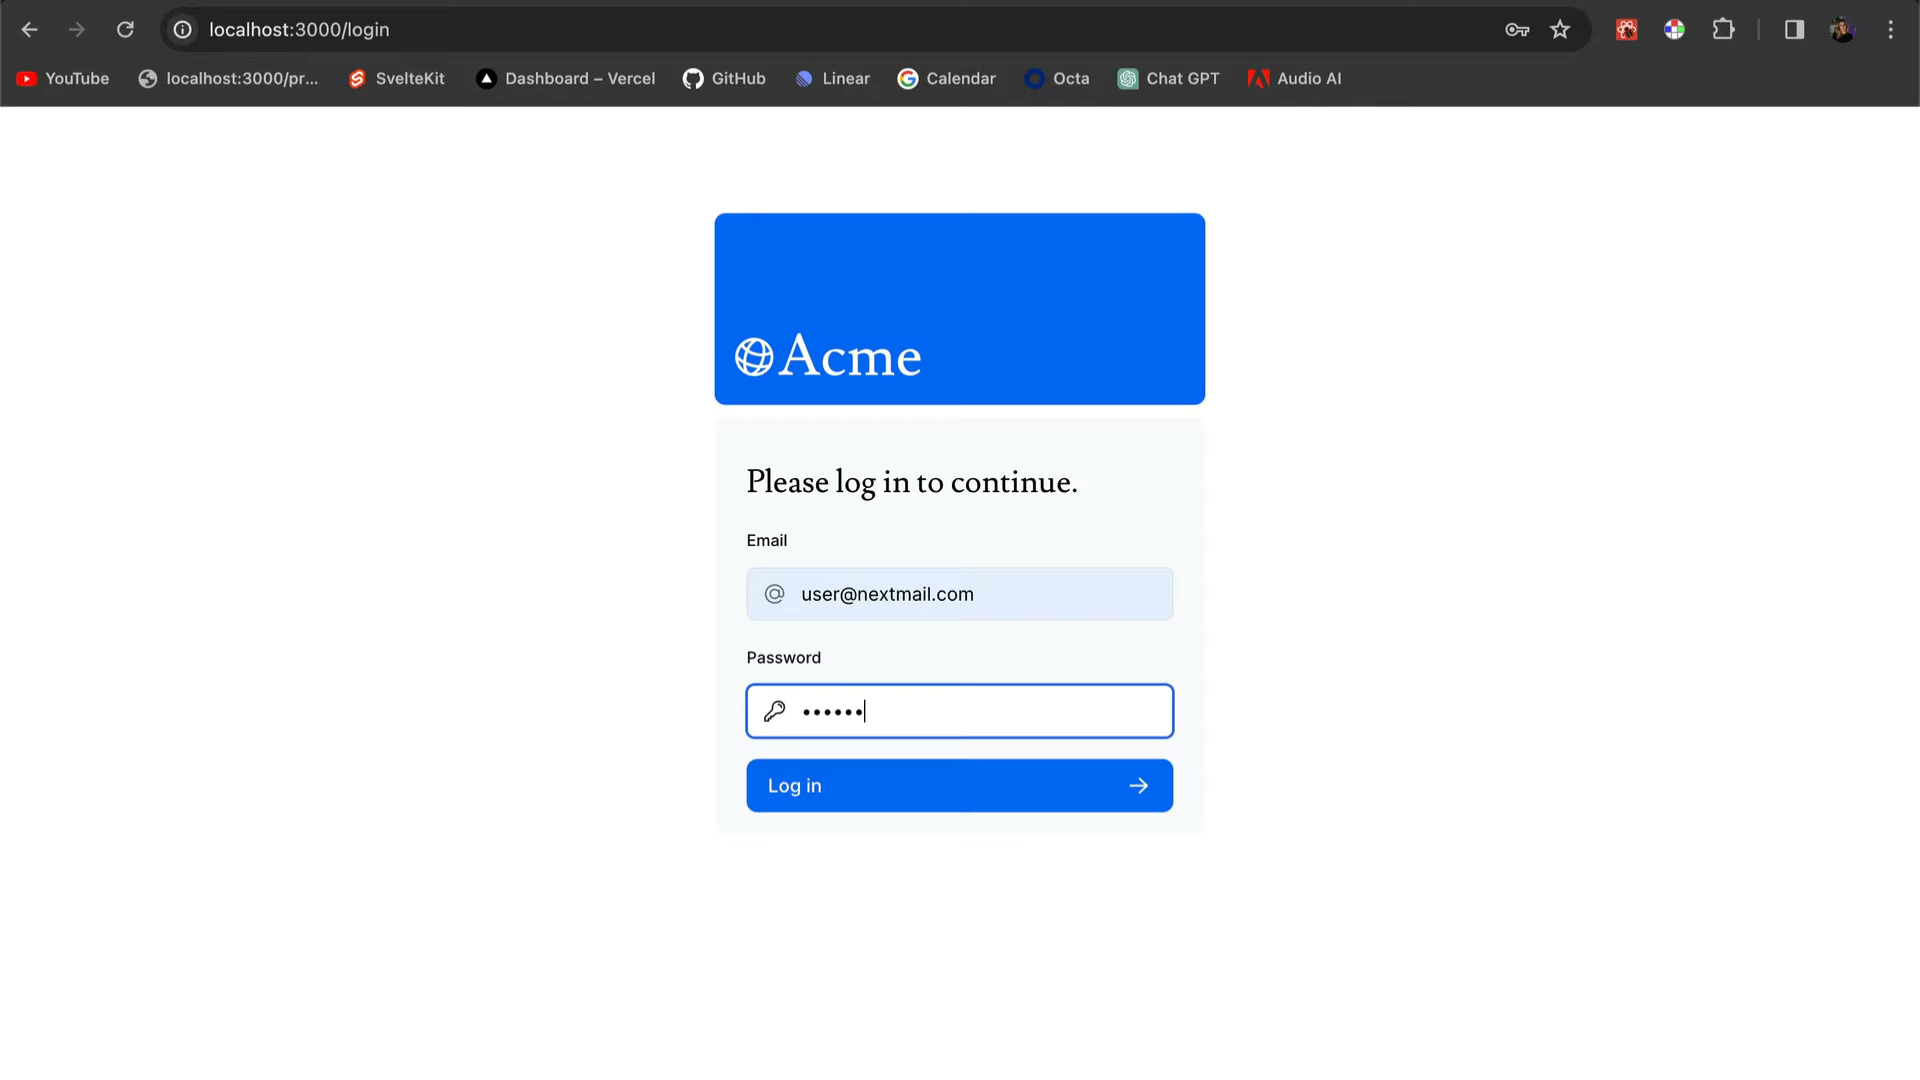 localhost:3000/login
YouTube localhost:3000/pr... SvelteKit Dashboard – Vercel GitHub Linear Calendar Octa Chat GPT Audio AI
Acme
Please log in to continue.
Email
@ user@nextmail.com
Password
••••••
Log in